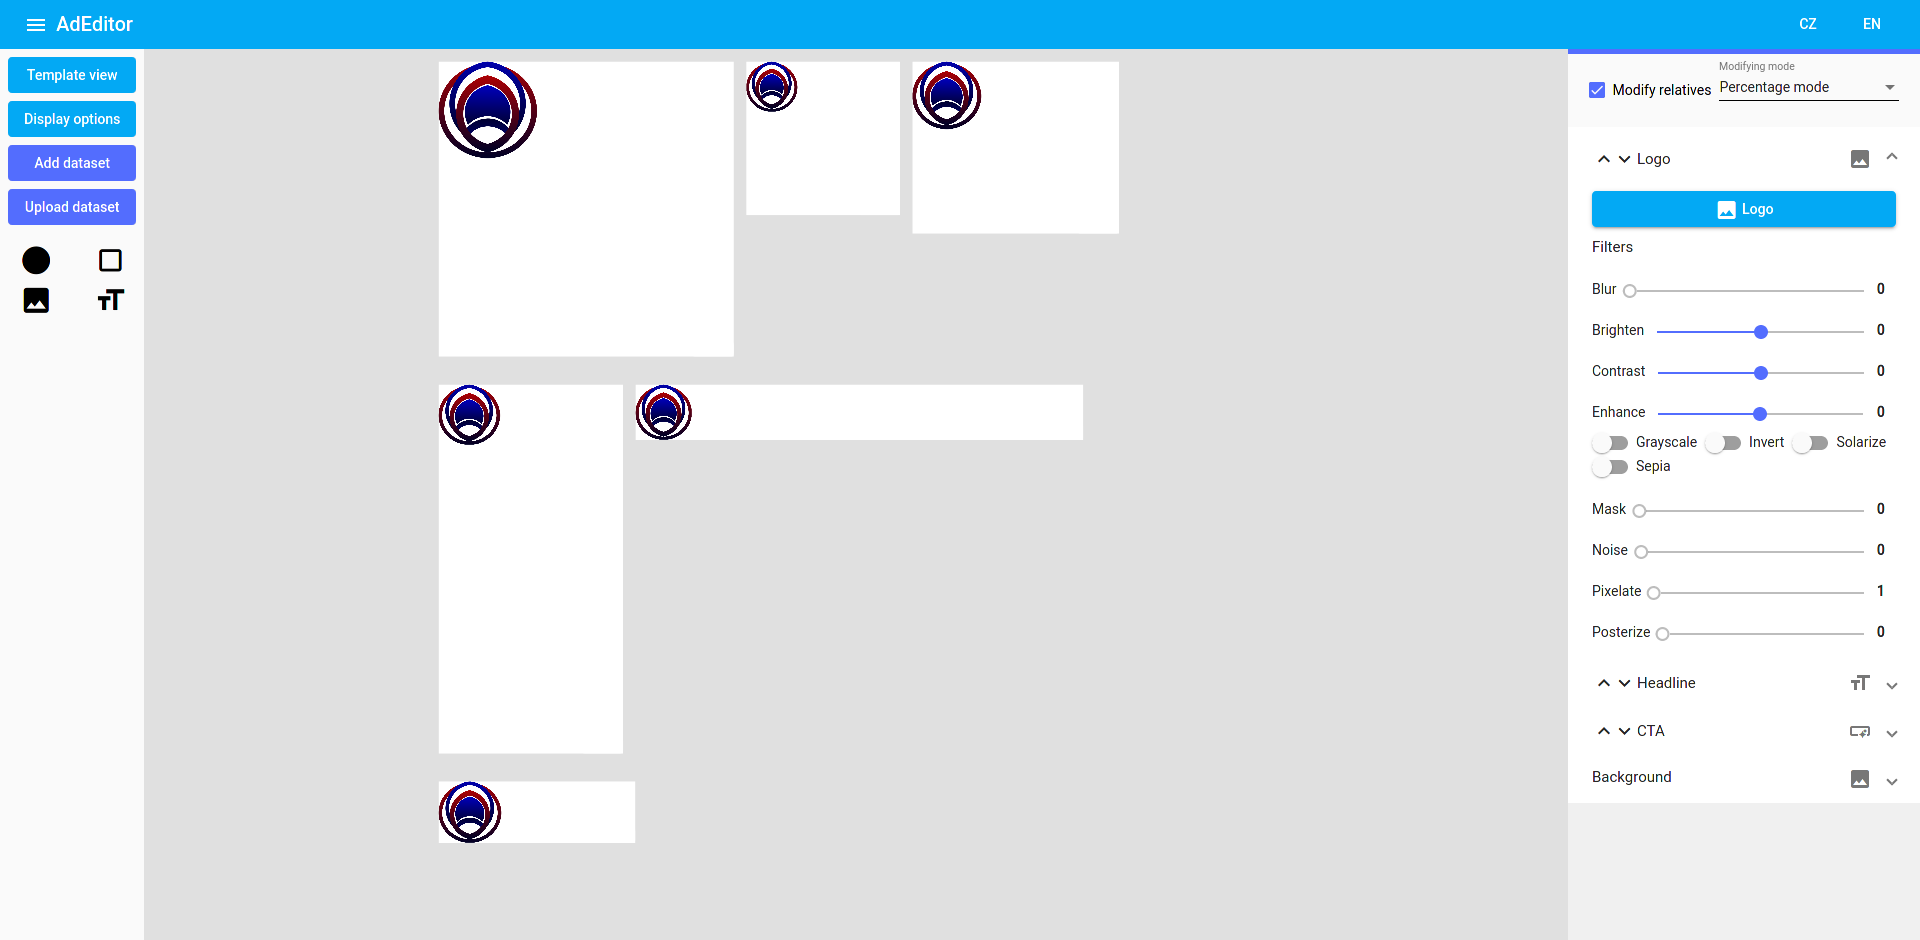 AdEditor
CZ
EN
Template view
Display options
Add dataset
Upload dataset
Modifying mode
Modify relatives
Percentage mode
Logo
Logo
Filters
Blur 0
Brighten 0
Contrast 0
Enhance 0
Grayscale Invert Solarize
Sepia
Mask 0
Noise 0
Pixelate 1
Posterize 0
Headline
CTA
Background